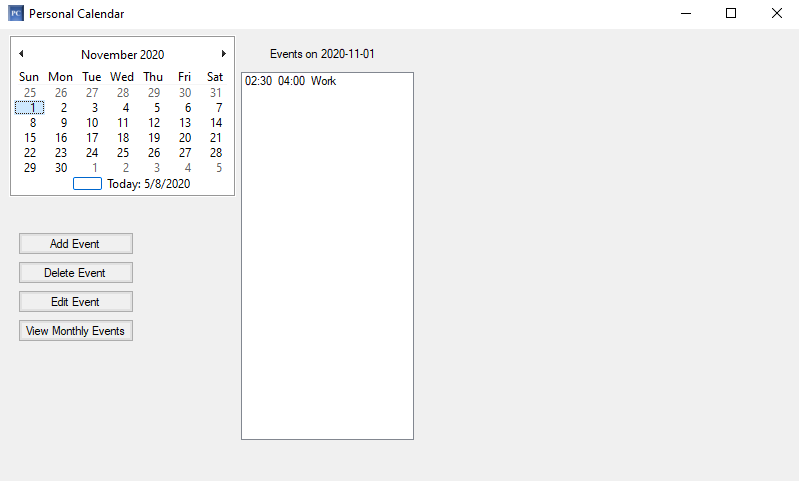 PC Personal Calendar
November 2020
Sun Mon Tue Wed Thu Fri Sat
25 26 27 28 29 30 31
1 2 3 4 5 6 7
8 9 10 11 12 13 14
15 16 17 18 19 20 21
22 23 24 25 26 27 28
29 30 1 2 3 4 5
Today: 5/8/2020
Add Event
Delete Event
Edit Event
View Monthly Events
Events on 2020-11-01
02:30 04:00 Work